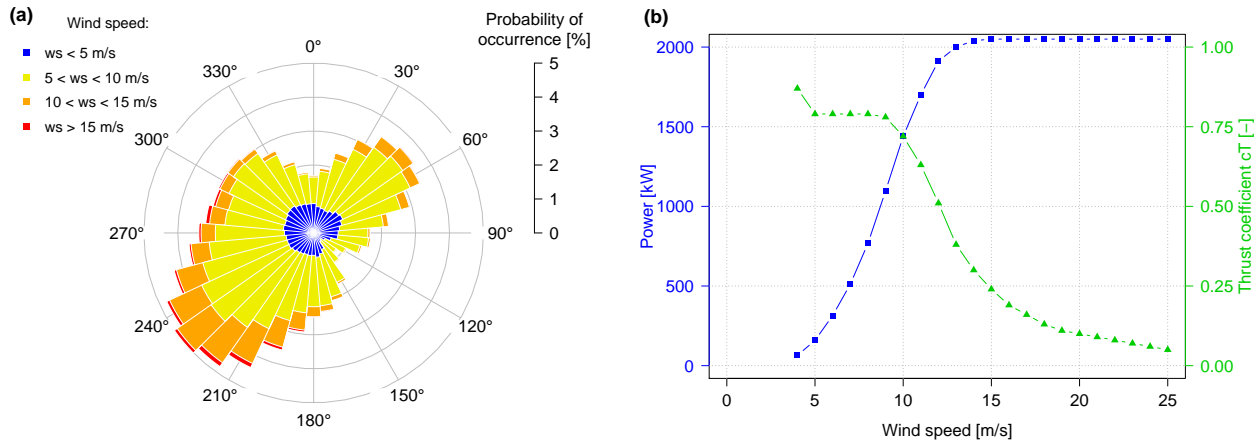 (a)
Wind speed:
ws < 5 m/s
5 < ws < 10 m/s
10 < ws < 15 m/s
ws > 15 m/s
Probability of
occurrence [%]
0°
30°
60°
90°
120°
150°
180°
210°
240°
270°
300°
330°
5
4
3
2
1
0
(b)
2000
1500
1000
500
0
Power [kW]
0 5 10 15 20 25
Wind speed [m/s]
1.00
0.75
0.50
0.25
0.00
Thrust coefficient cT [−]